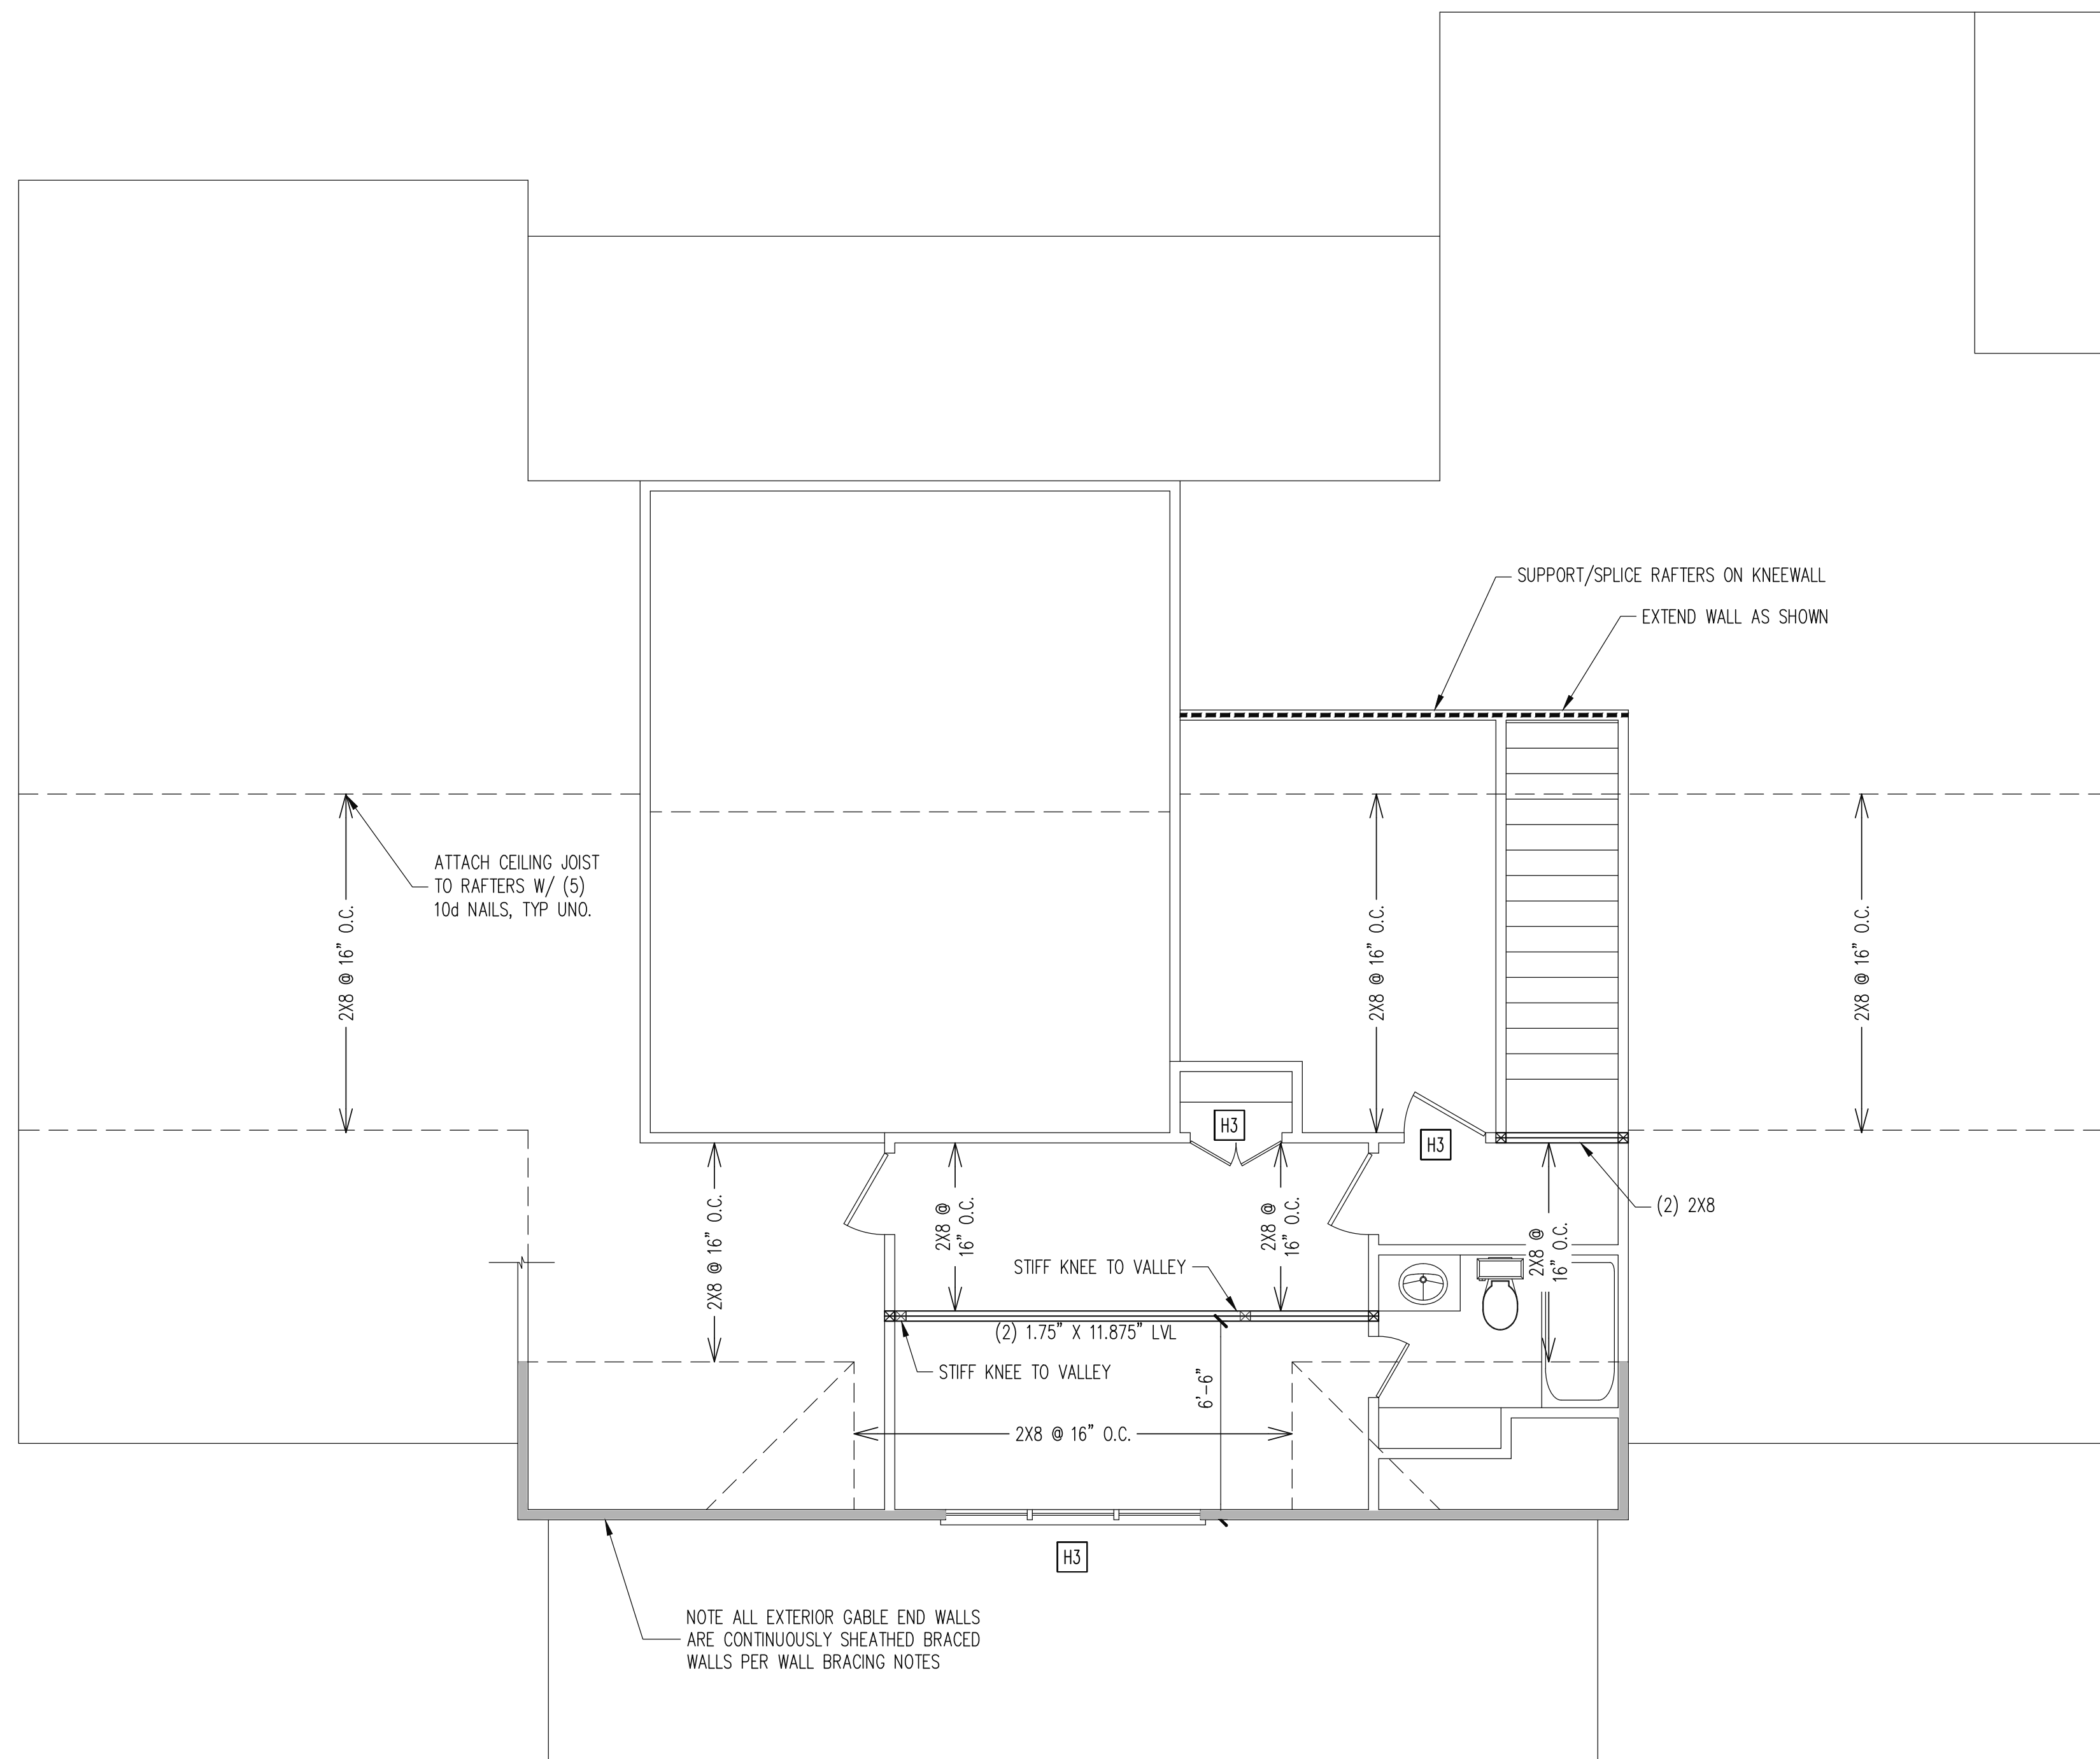 SUPPORT/SPLICE RAFTERS ON KNEEWALL
EXTEND WALL AS SHOWN
ATTACH CEILING JOIST
TO RAFTERS W/ (5)
10d NAILS, TYP UNO.
2X8 @ 16" O.C.
2X8 @ 16" O.C.
2X8 @ 16" O.C.
H3
H3
(2) 2X8
2X8 @ 16" O.C.
2X8 @
16" O.C.
2X8 @
16" O.C.
2X8 @
16" O.C.
STIFF KNEE TO VALLEY
(2) 1.75" X 11.875" LVL
STIFF KNEE TO VALLEY
6'-6"
2X8 @ 16" O.C.
H3
NOTE ALL EXTERIOR GABLE END WALLS
ARE CONTINUOUSLY SHEATHED BRACED
WALLS PER WALL BRACING NOTES